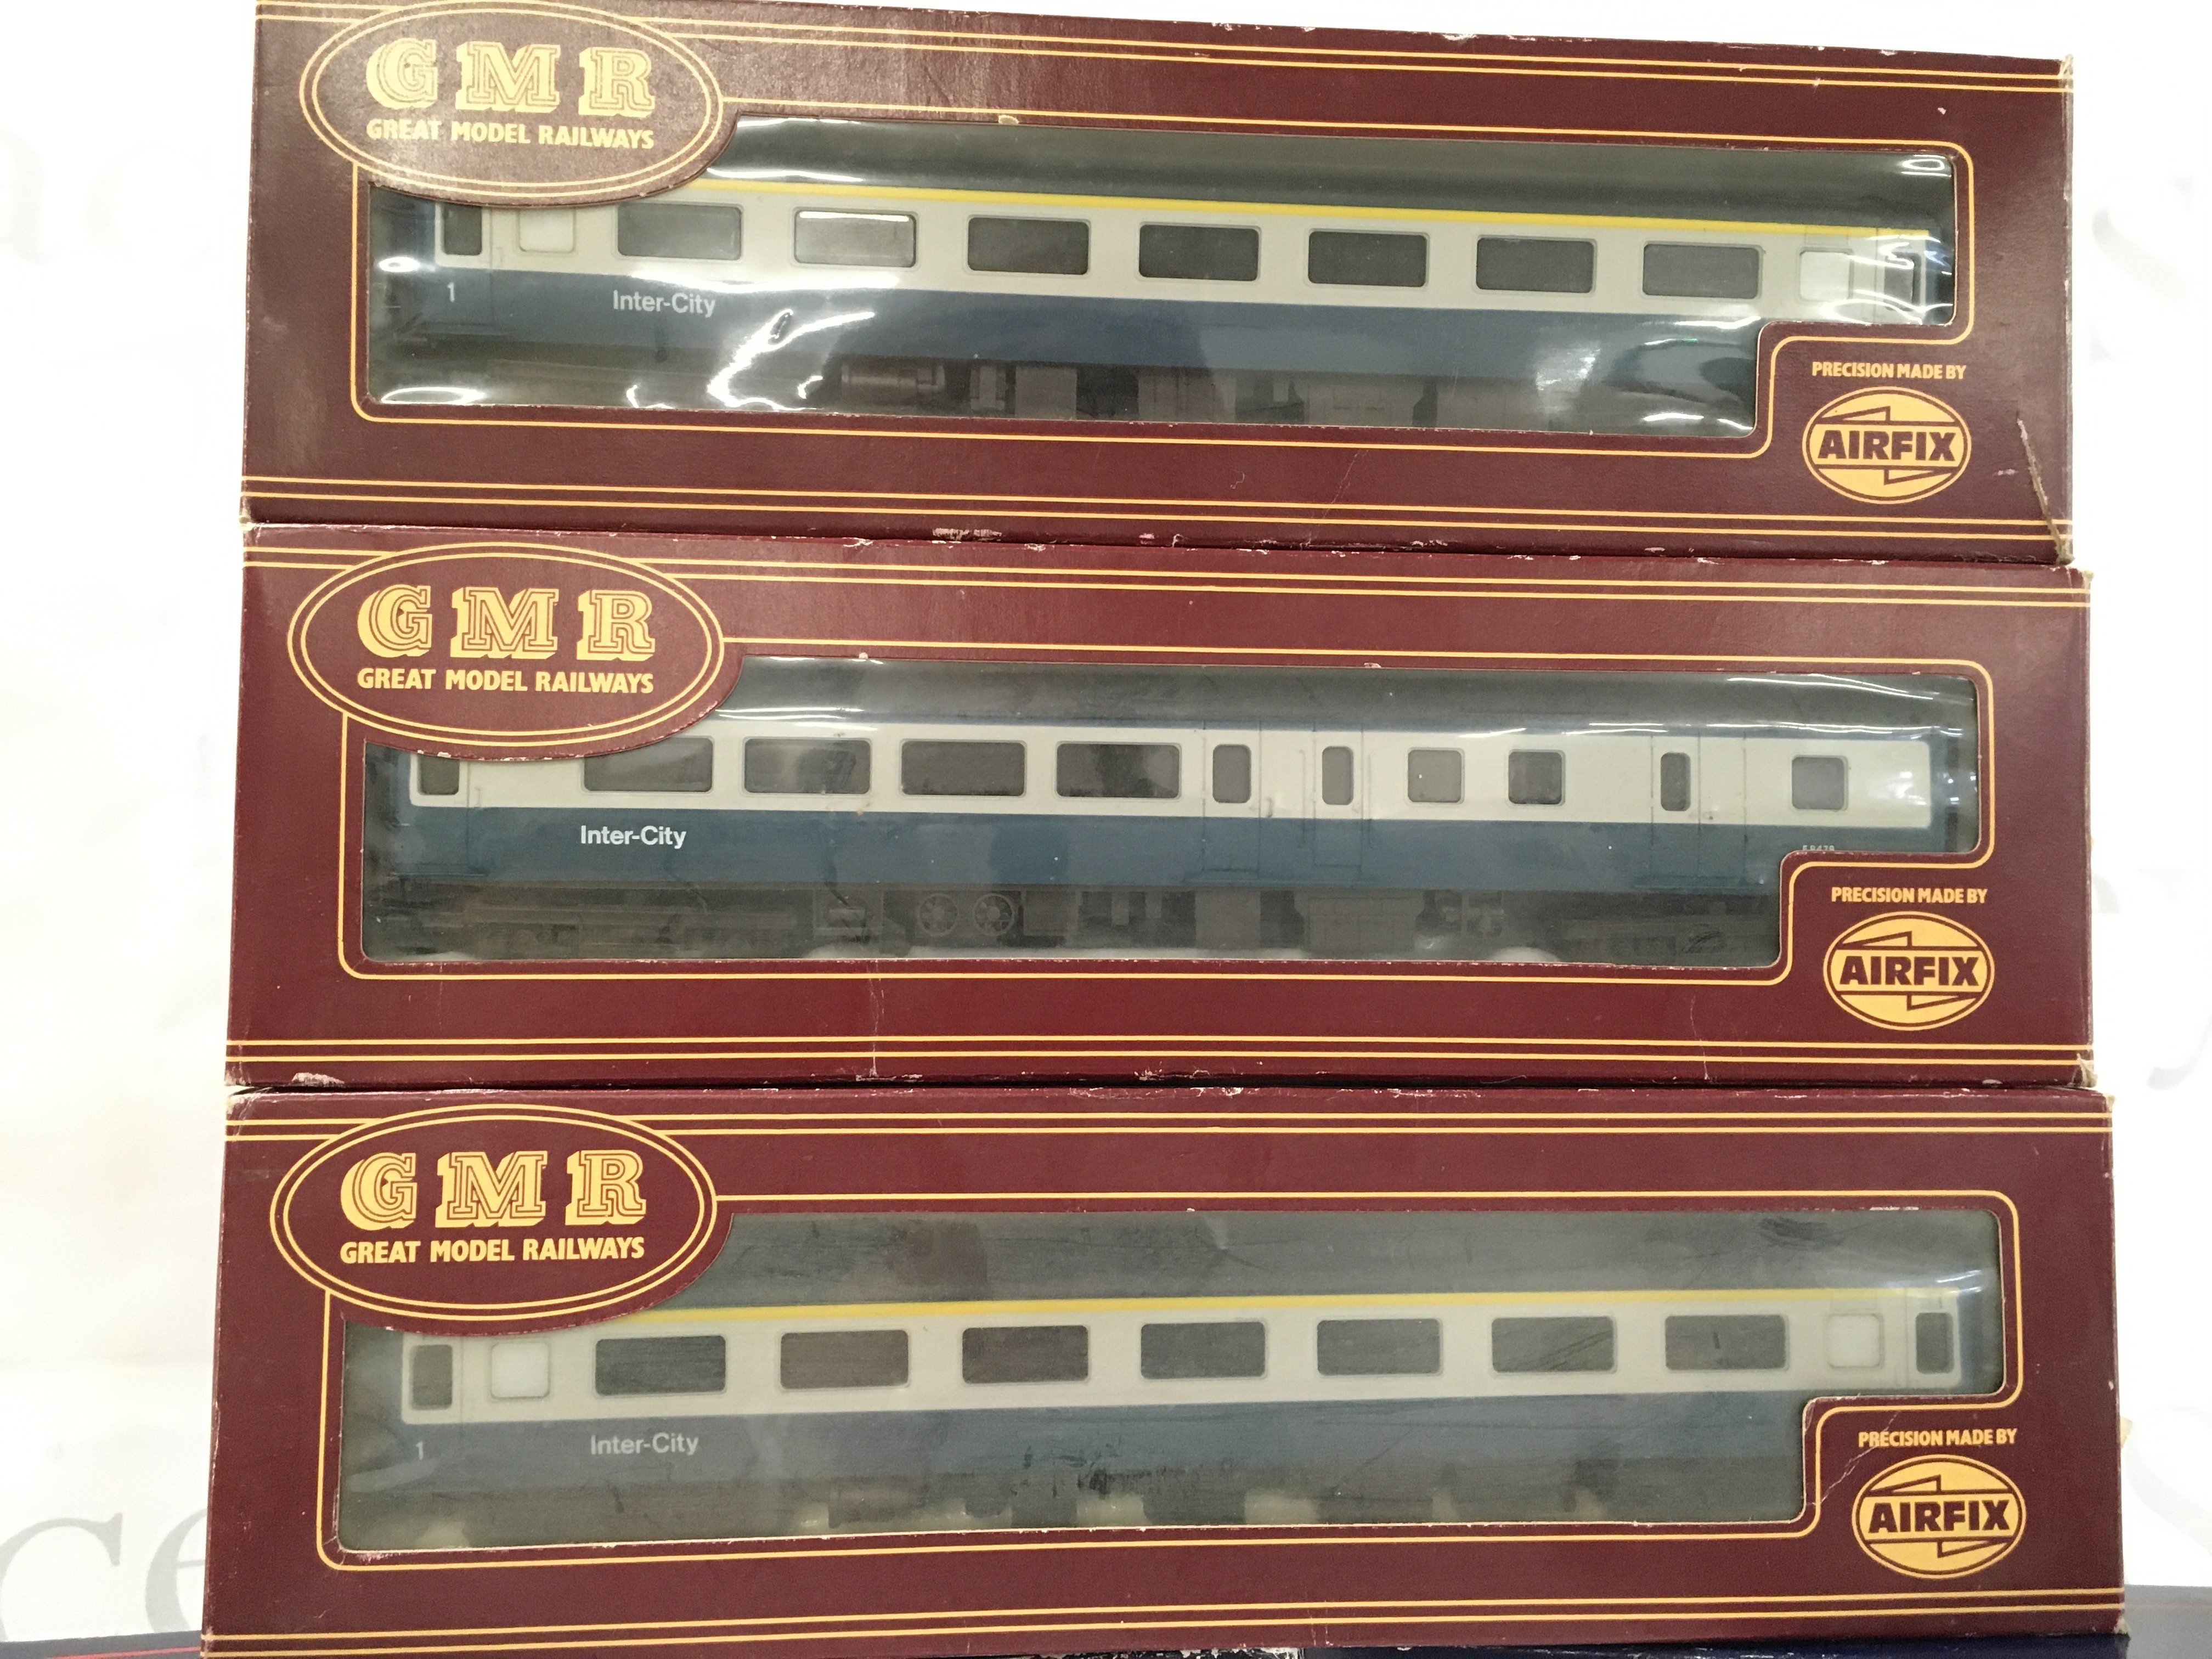 GMR
GREAT MODEL RAILWAYS
1
Inter-City
PRECISION MADE BY
AIRFIX
GMR
GREAT MODEL RAILWAYS
Inter-City
PRECISION MADE BY
AIRFIX
GMR
GREAT MODEL RAILWAYS
1
Inter-City
PRECISION MADE BY
AIRFIX